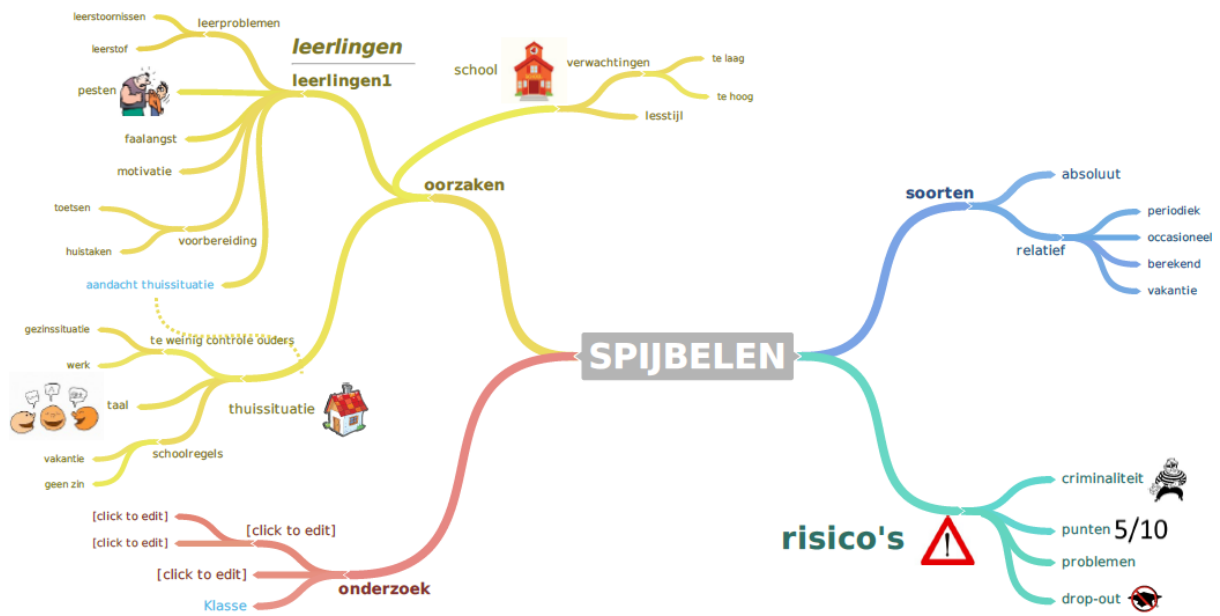 SPIJBELEN
oorzaken
leerlingen
leerlingen1
leerproblemen
leerstoornissen
leerstof
pesten
faalangst
motivatie
voorbereiding
toetsen
huistaken
aandacht thuissituatie
school
verwachtingen
te laag
te hoog
lesstijl
thuissituatie
te weinig controle ouders
gezinssituatie
werk
taal
schoolregels
vakantie
geen zin
onderzoek
[click to edit]
[click to edit]
[click to edit]
[click to edit]
Klasse
soorten
absoluut
relatief
periodiek
occasioneel
berekend
vakantie
risico's
criminaliteit
punten 5/10
problemen
drop-out